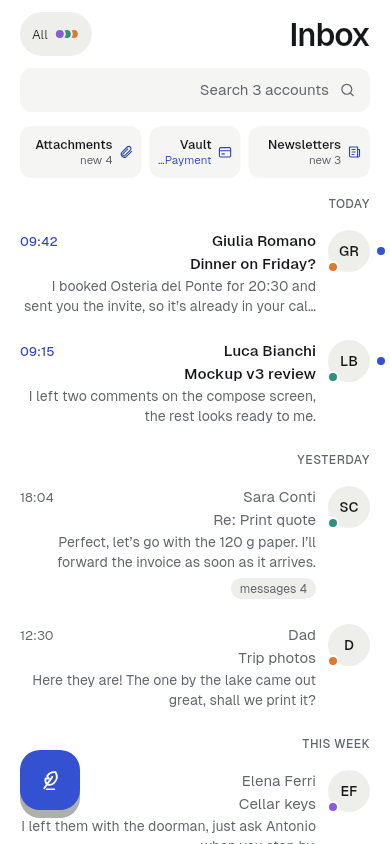 All
Inbox
Search 3 accounts
Attachments
new 4
Vault
...Payment
Newsletters
new 3
TODAY
09:42
Giulia Romano
GR
Dinner on Friday?
I booked Osteria del Ponte for 20:30 and
sent you the invite, so it's already in your cal...
09:15
Luca Bianchi
LB
Mockup v3 review
I left two comments on the compose screen,
the rest looks ready to me.
YESTERDAY
18:04
Sara Conti
SC
Re: Print quote
Perfect, let's go with the 120 g paper. I'll
forward the invoice as soon as it arrives.
messages 4
12:30
Dad
D
Trip photos
Here they are! The one by the lake came out
great, shall we print it?
THIS WEEK
Elena Ferri
EF
Cellar keys
I left them with the doorman, just ask Antonio
when you stop by.